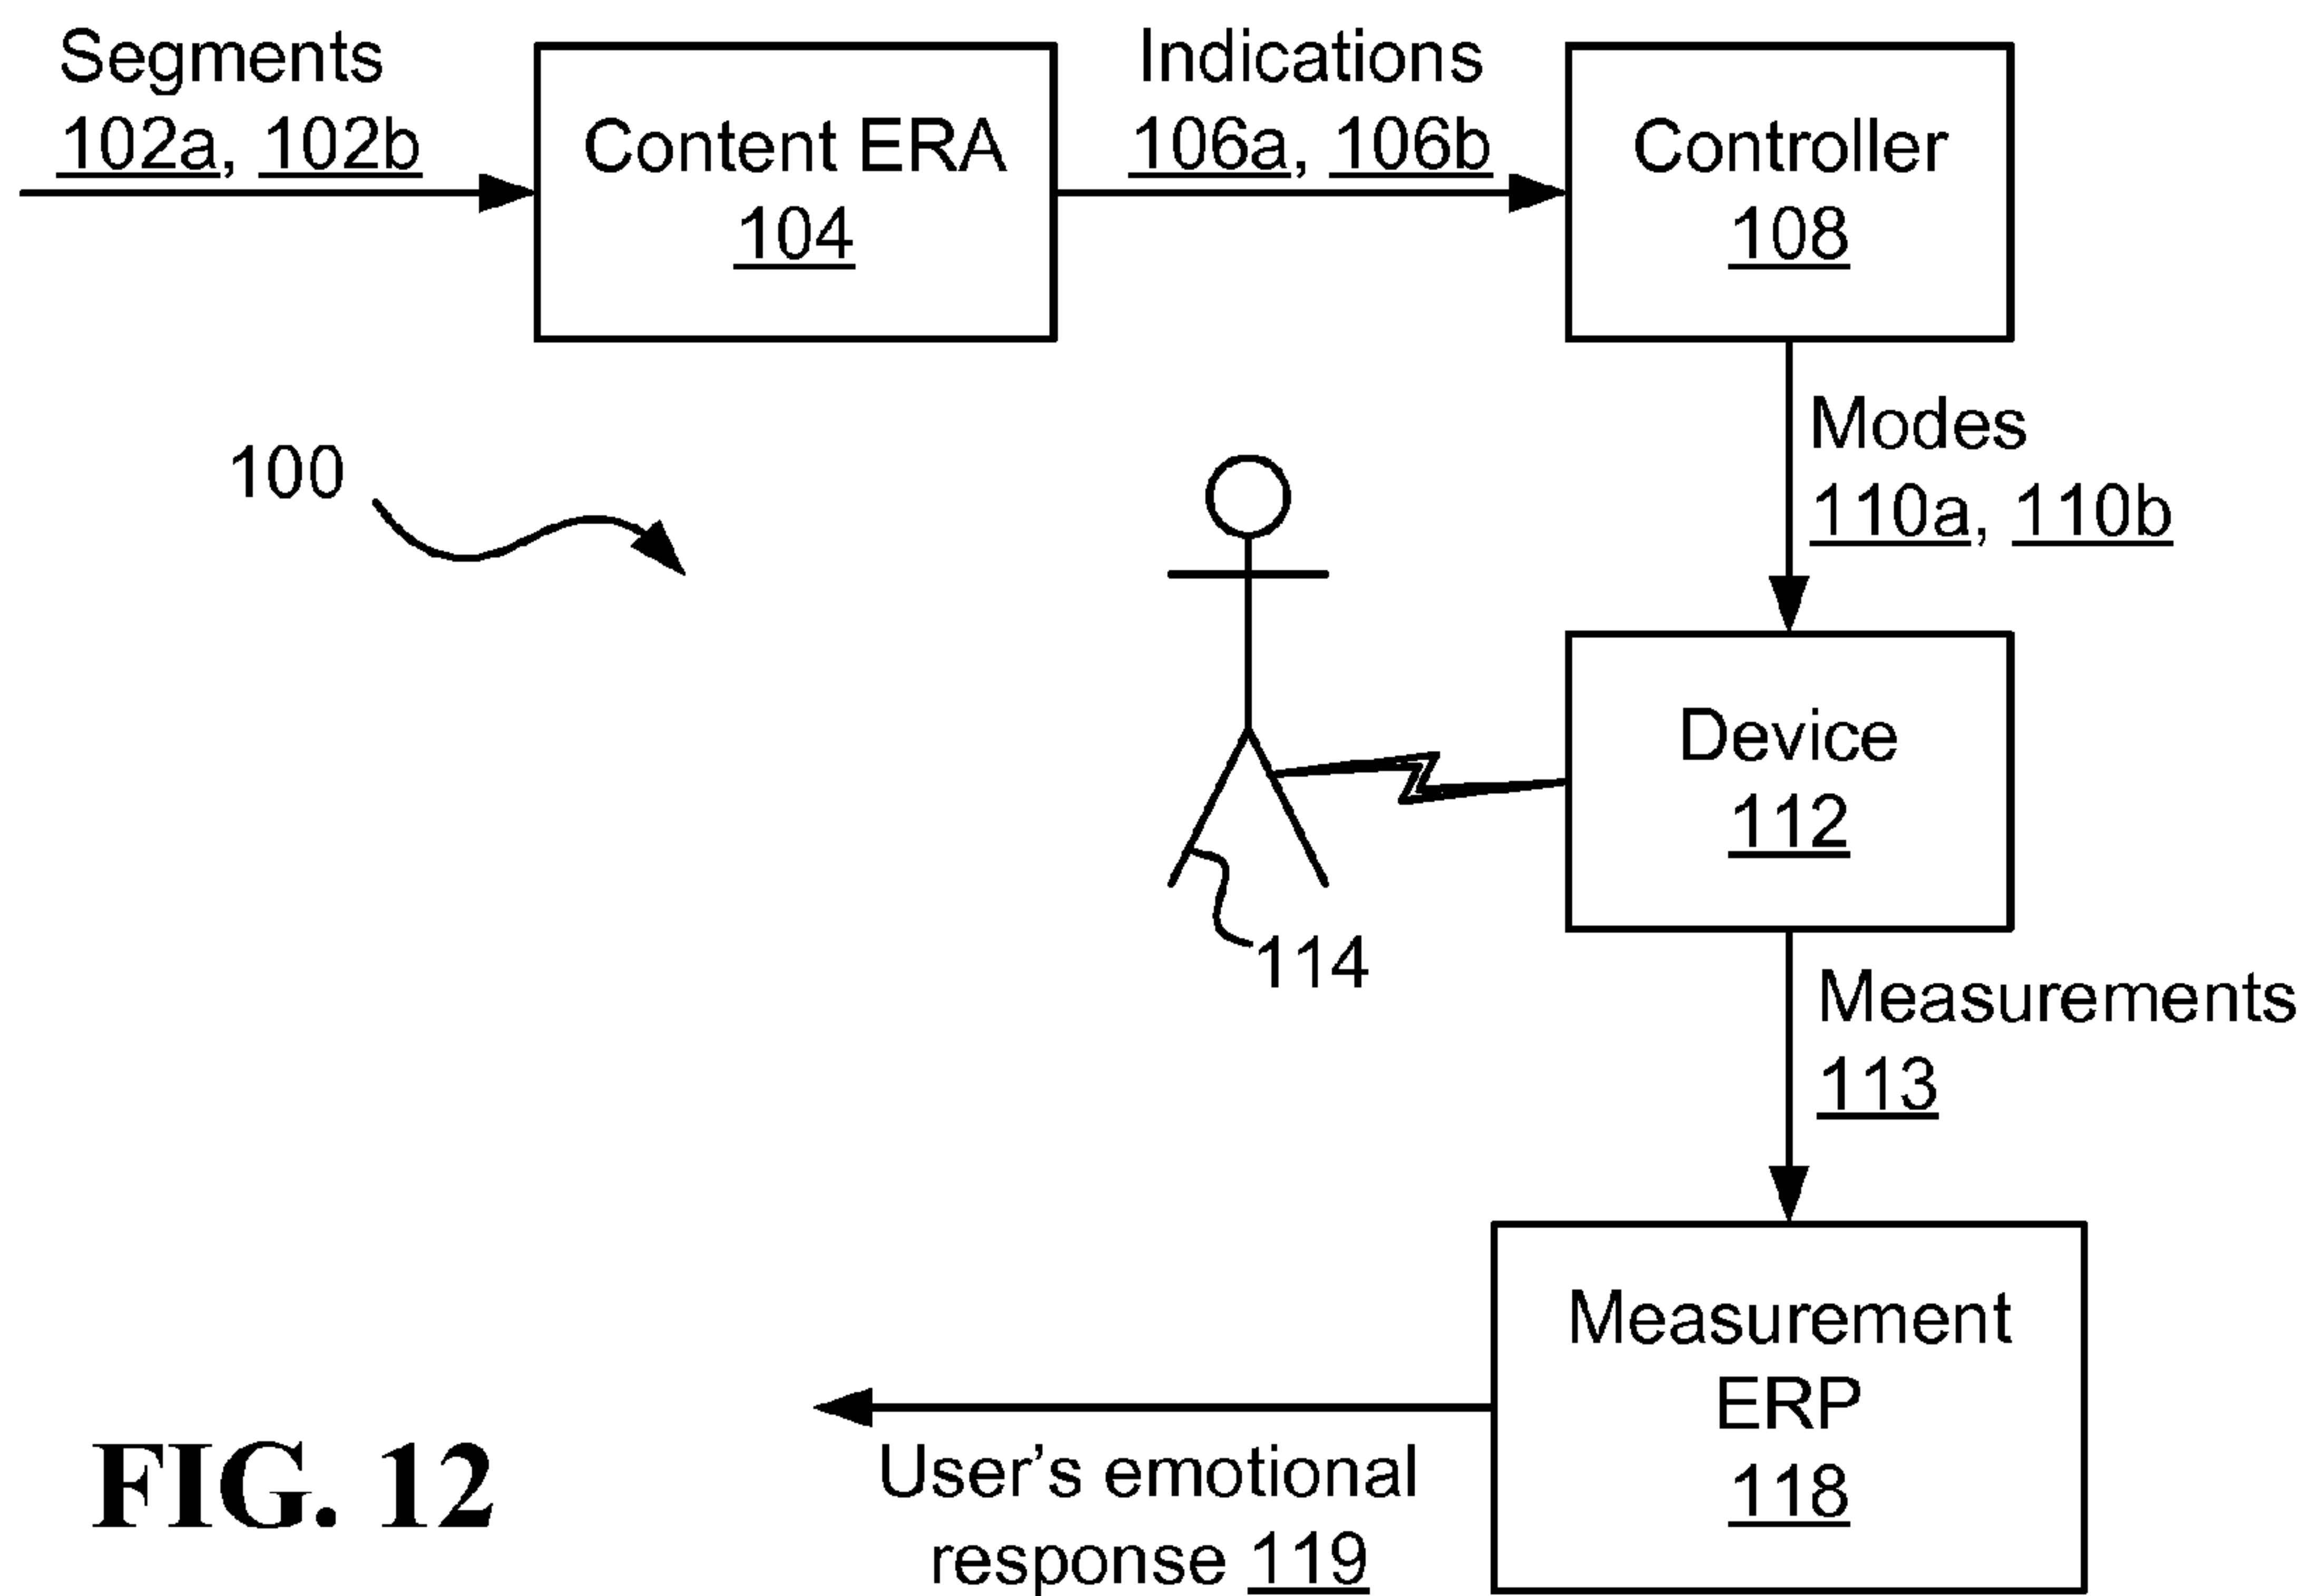 Segments
102a, 102b
Content ERA
104
Indications
106a, 106b
Controller
108
100
Modes
110a, 110b
Device
112
114
Measurements
113
Measurement
ERP
118
User’s emotional
response 119
FIG. 12